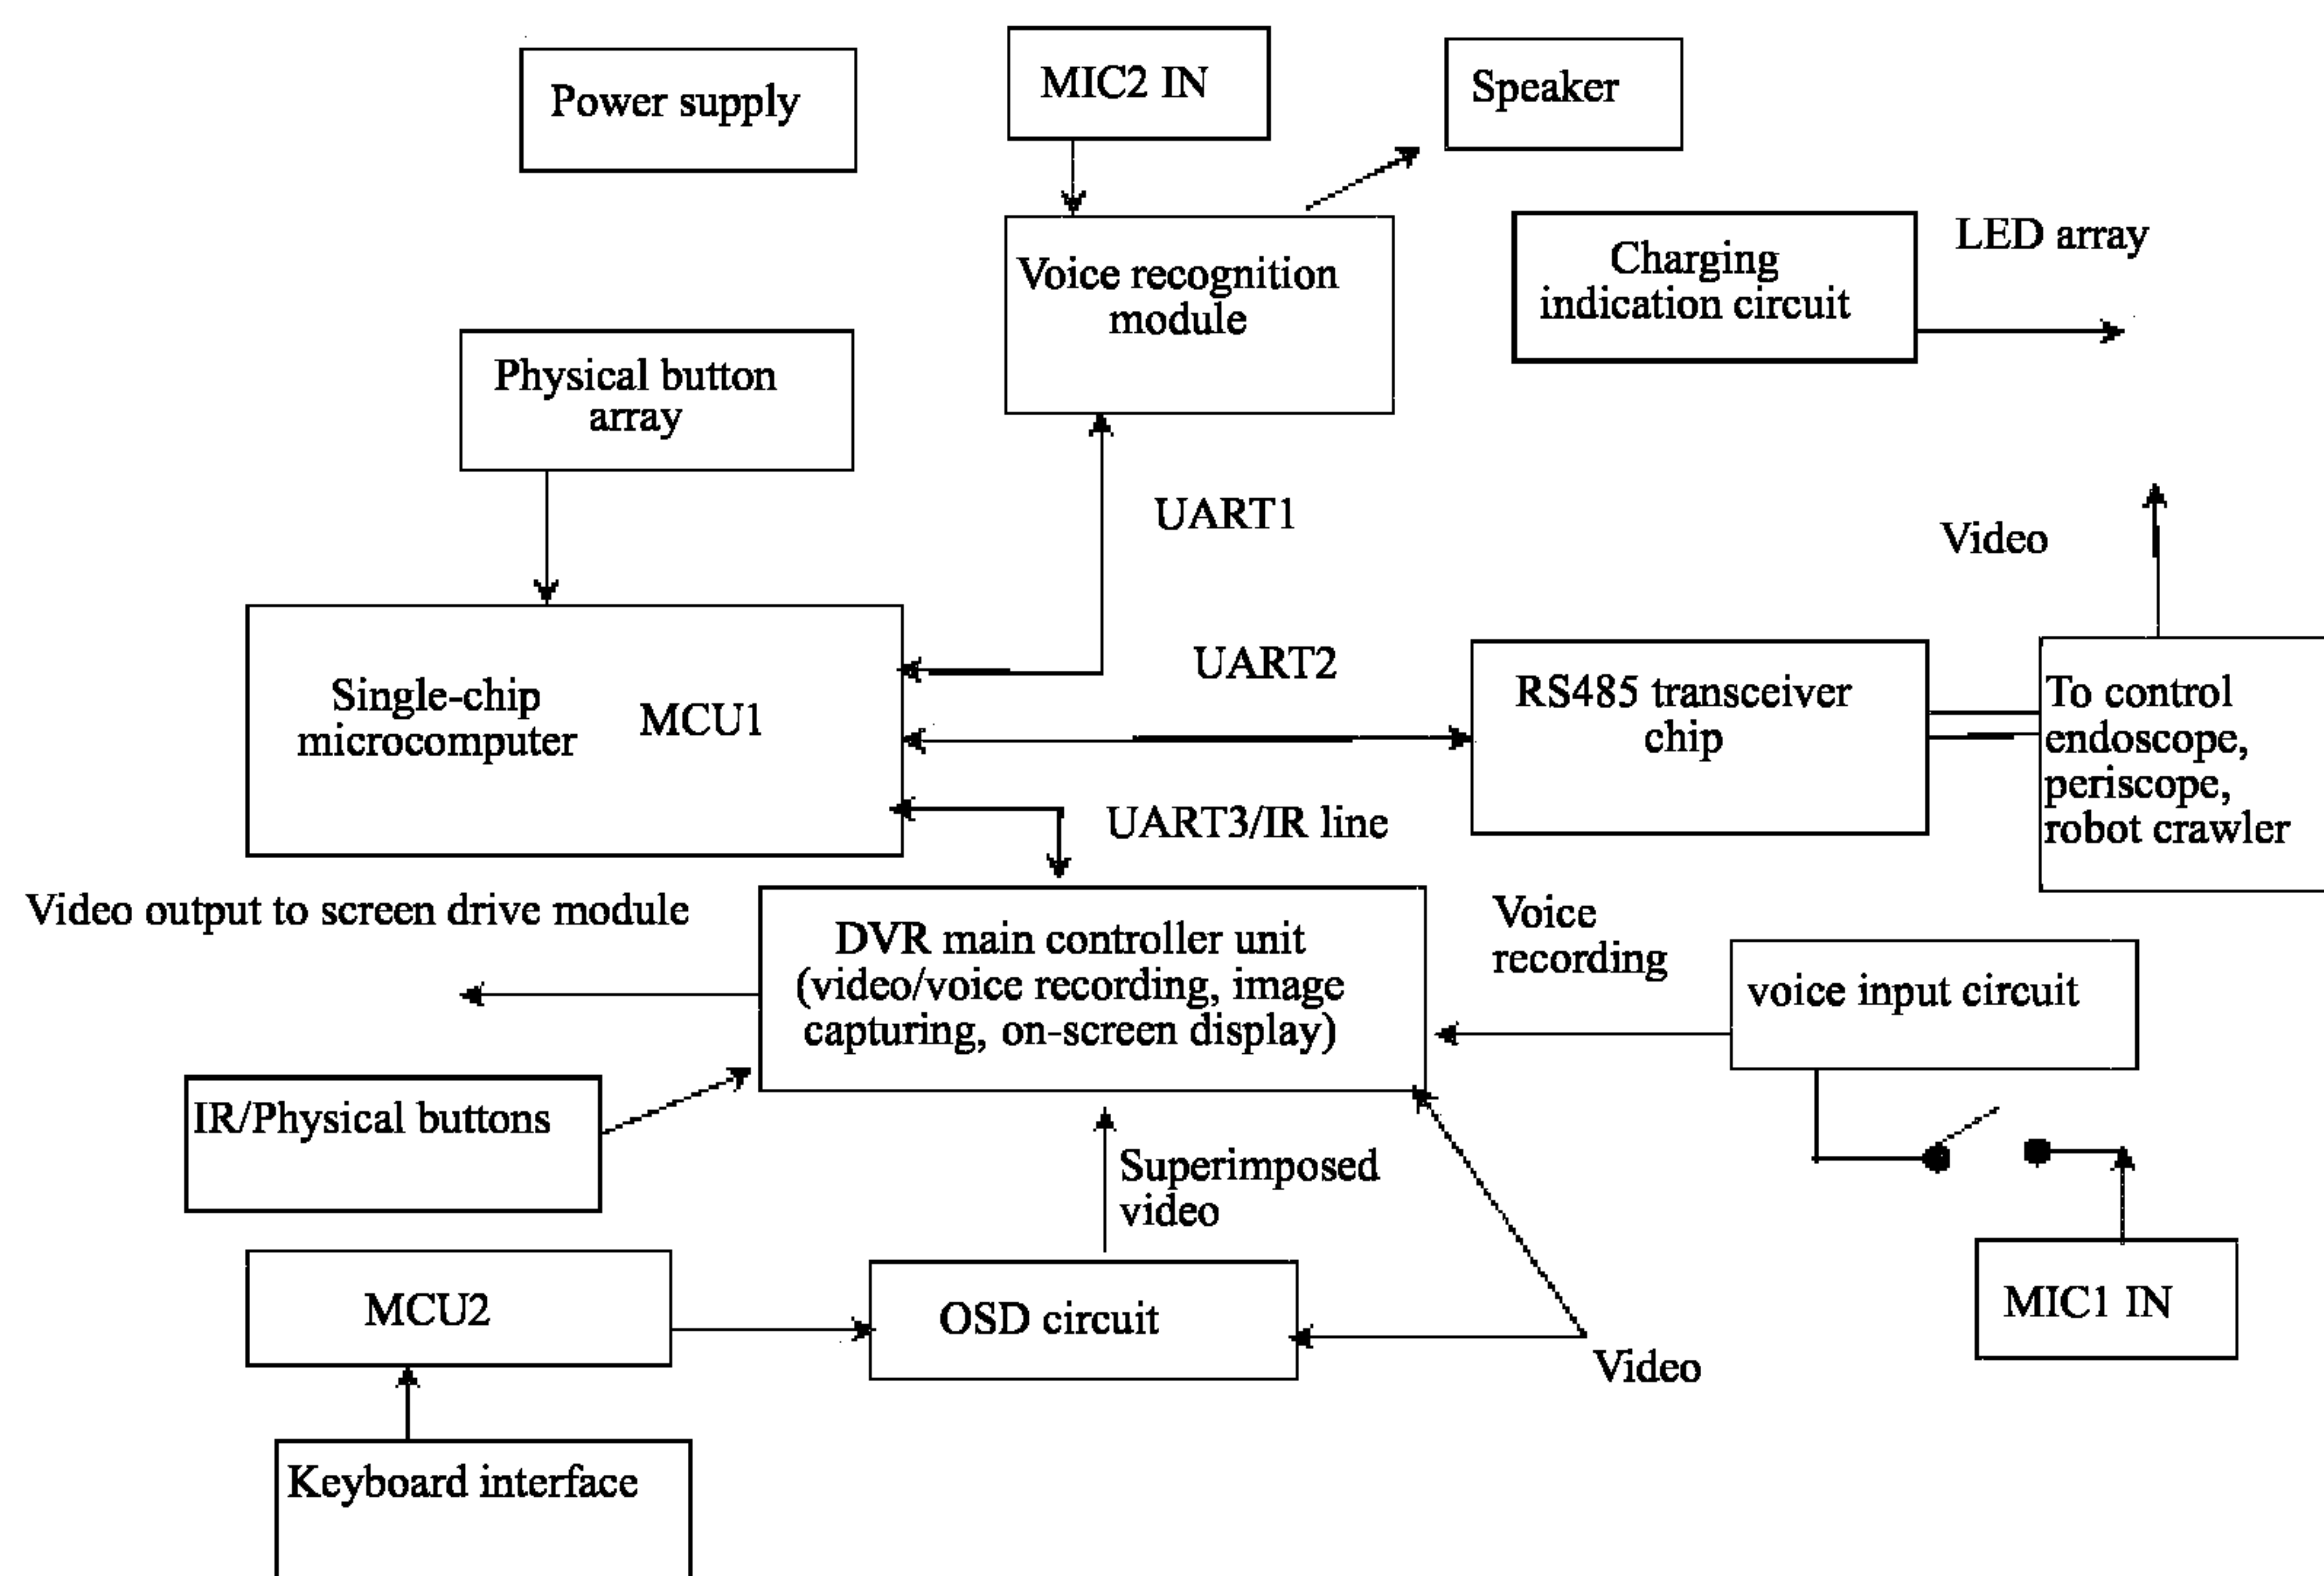 Power supply
MIC2 IN
Speaker
Voice recognition
module
Charging
indication circuit
LED array
Physical button
array
UART1
Video
Single-chip
microcomputer
MCU1
UART2
RS485 transceiver
chip
To control
endoscope,
periscope,
robot crawler
UART3/IR line
Video output to screen drive module
DVR main controller unit
(video/voice recording, image
capturing, on-screen display)
Voice
recording
voice input circuit
IR/Physical buttons
Superimposed
video
MCU2
OSD circuit
Video
MIC1 IN
Keyboard interface